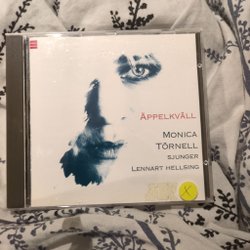 ÄPPELKVÄLL
MONICA
TÖRNELL
SJUNGER
LENNART HELLSING
X